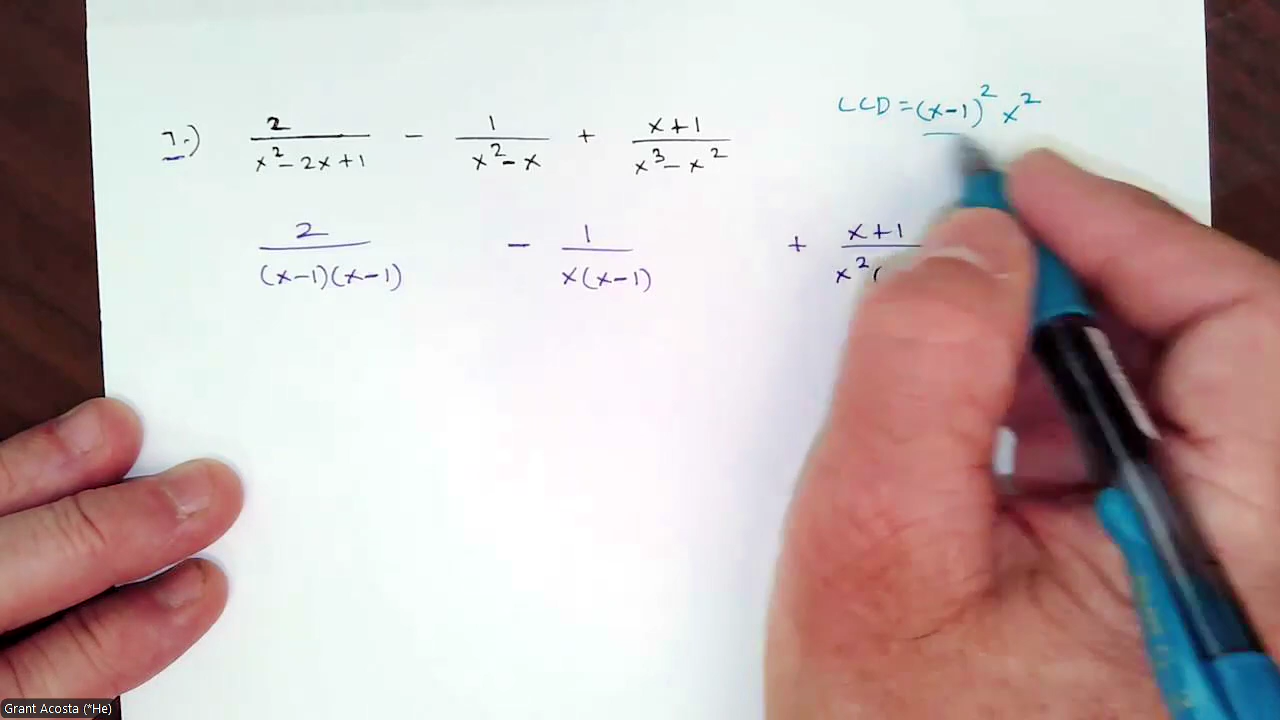 7.) 2/(x²-2x+1) - 1/(x²-x) + (x+1)/(x³-x²)
LCD=(x-1)² x²
2/((x-1)(x-1)) - 1/(x(x-1)) + (x+1)/(x²(
Grant Acosta (*He)